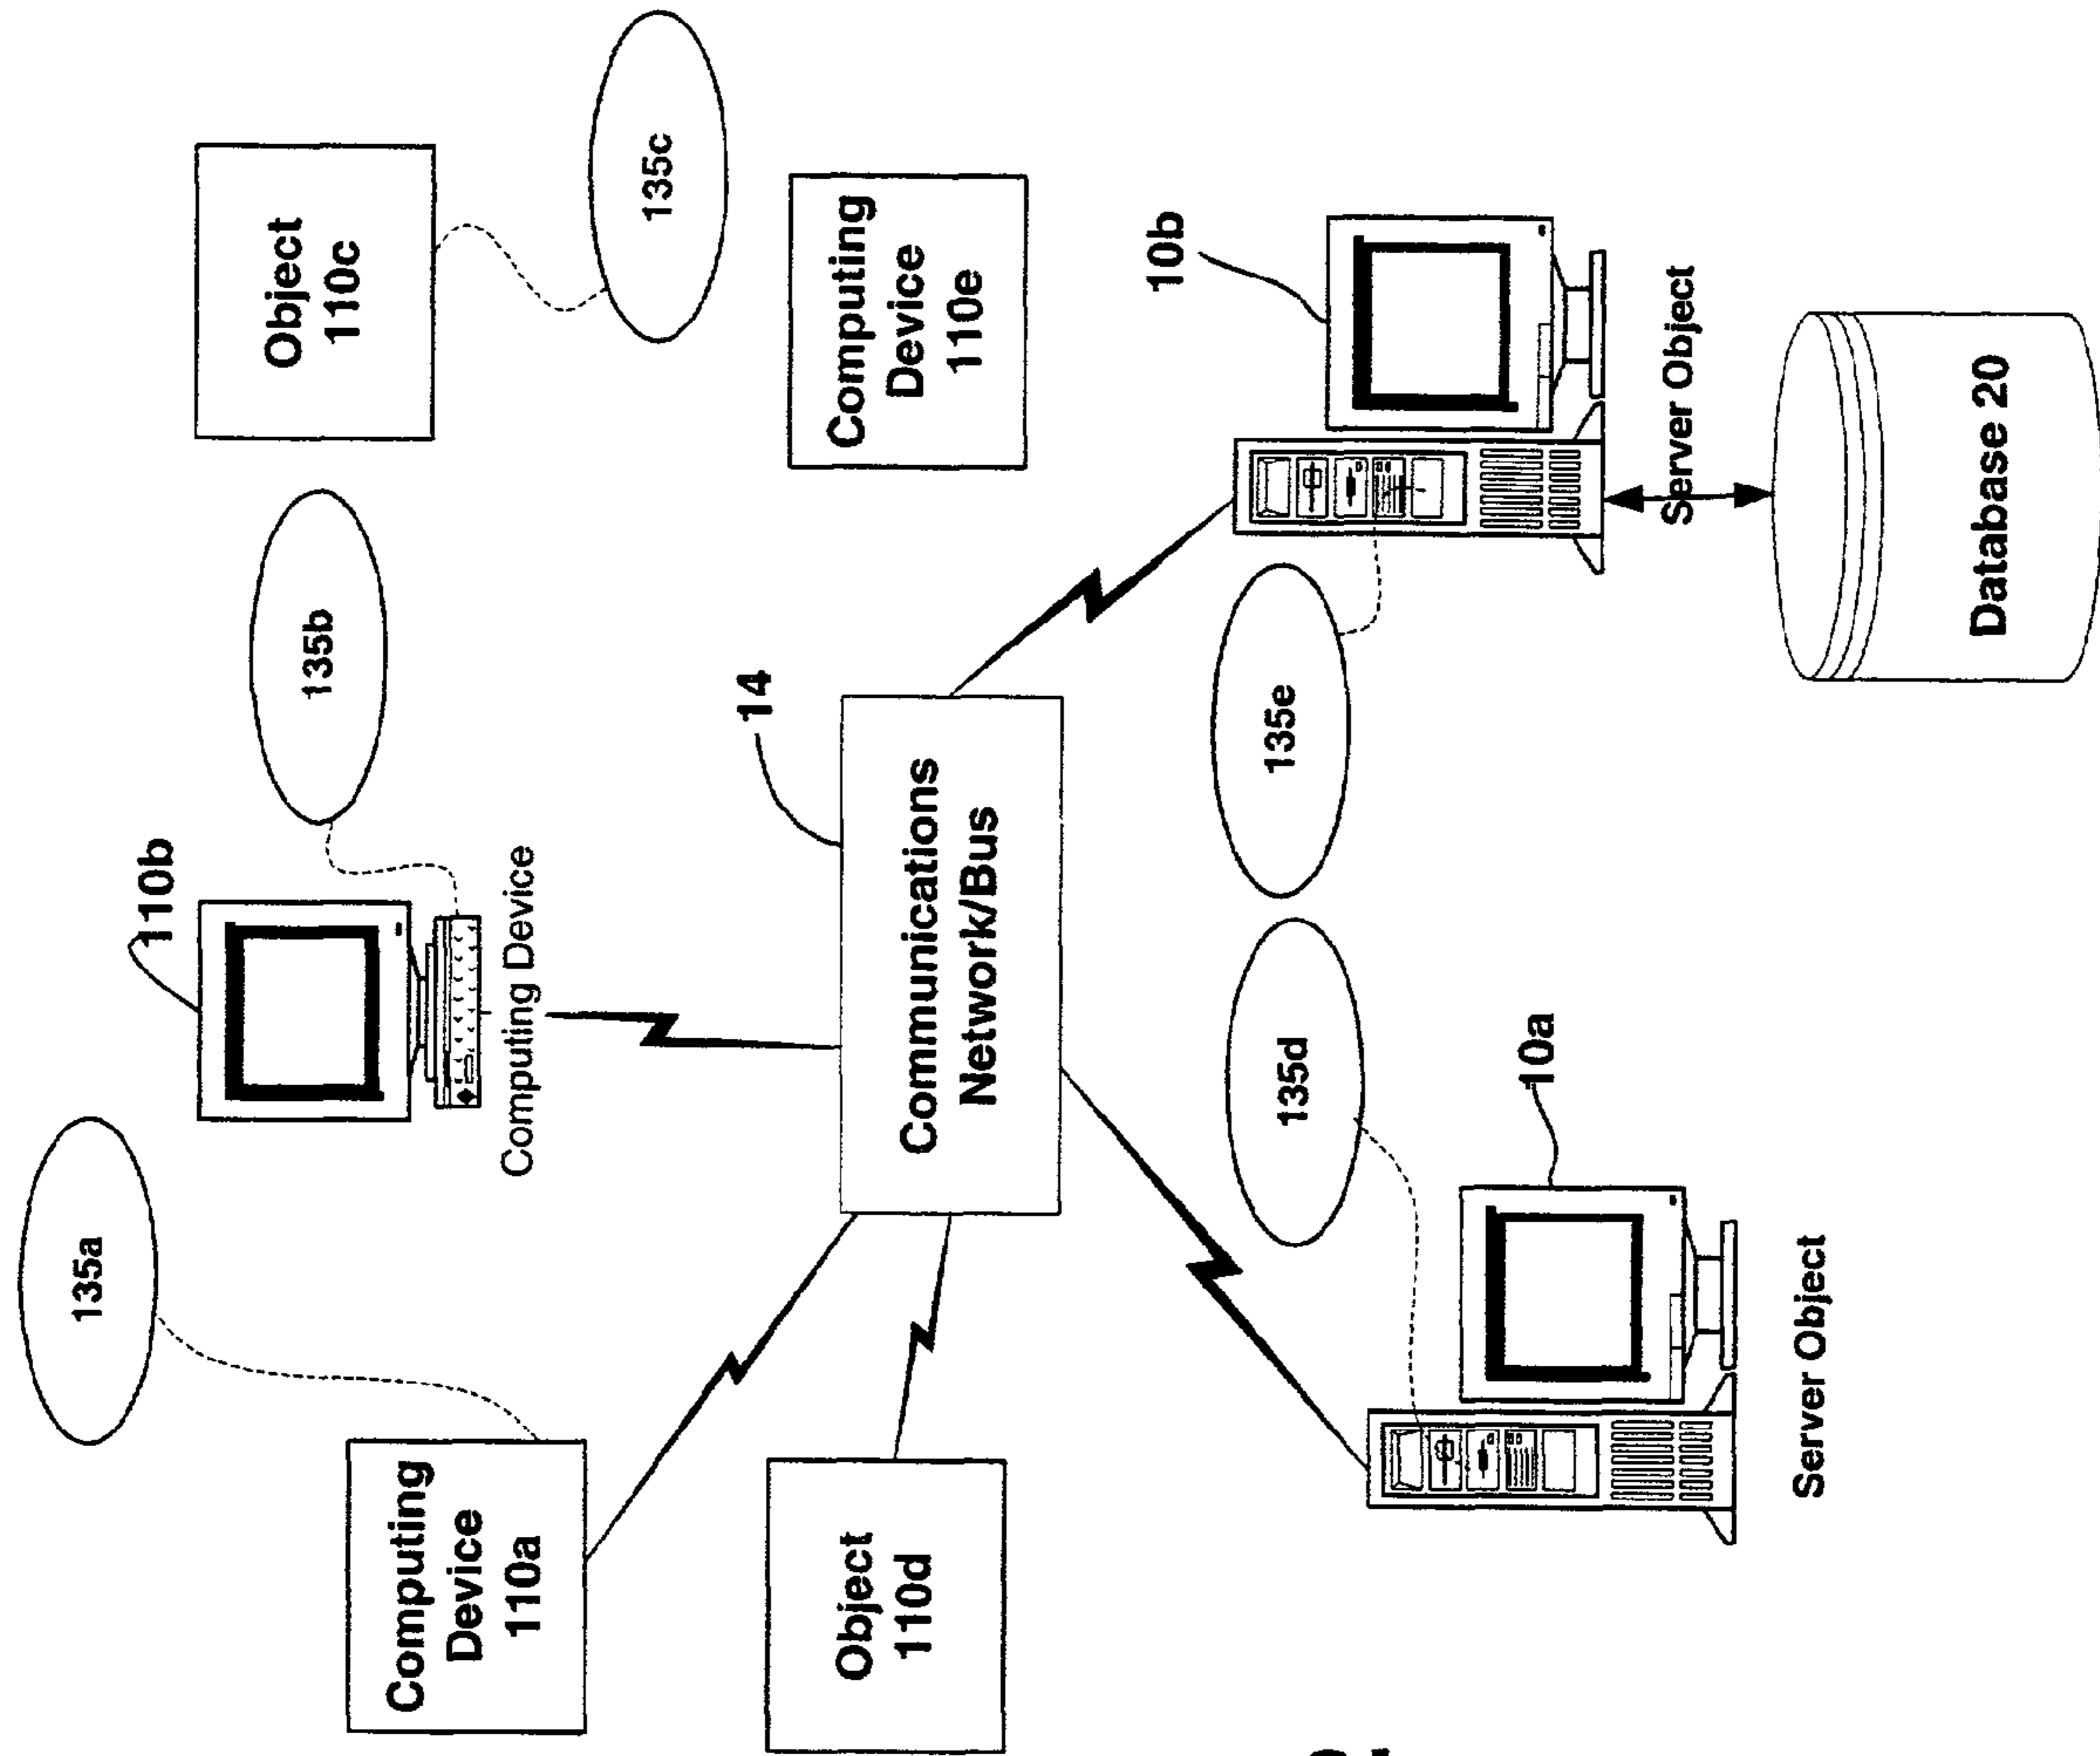 135a
110b
135b
Object
110c
135c
Computing
Device
110a
Computing Device
Computing
Device
110e
14
Communications
Network/Bus
Object
110d
135d
135e
10b
10a
Server Object
Server Object
Database 20